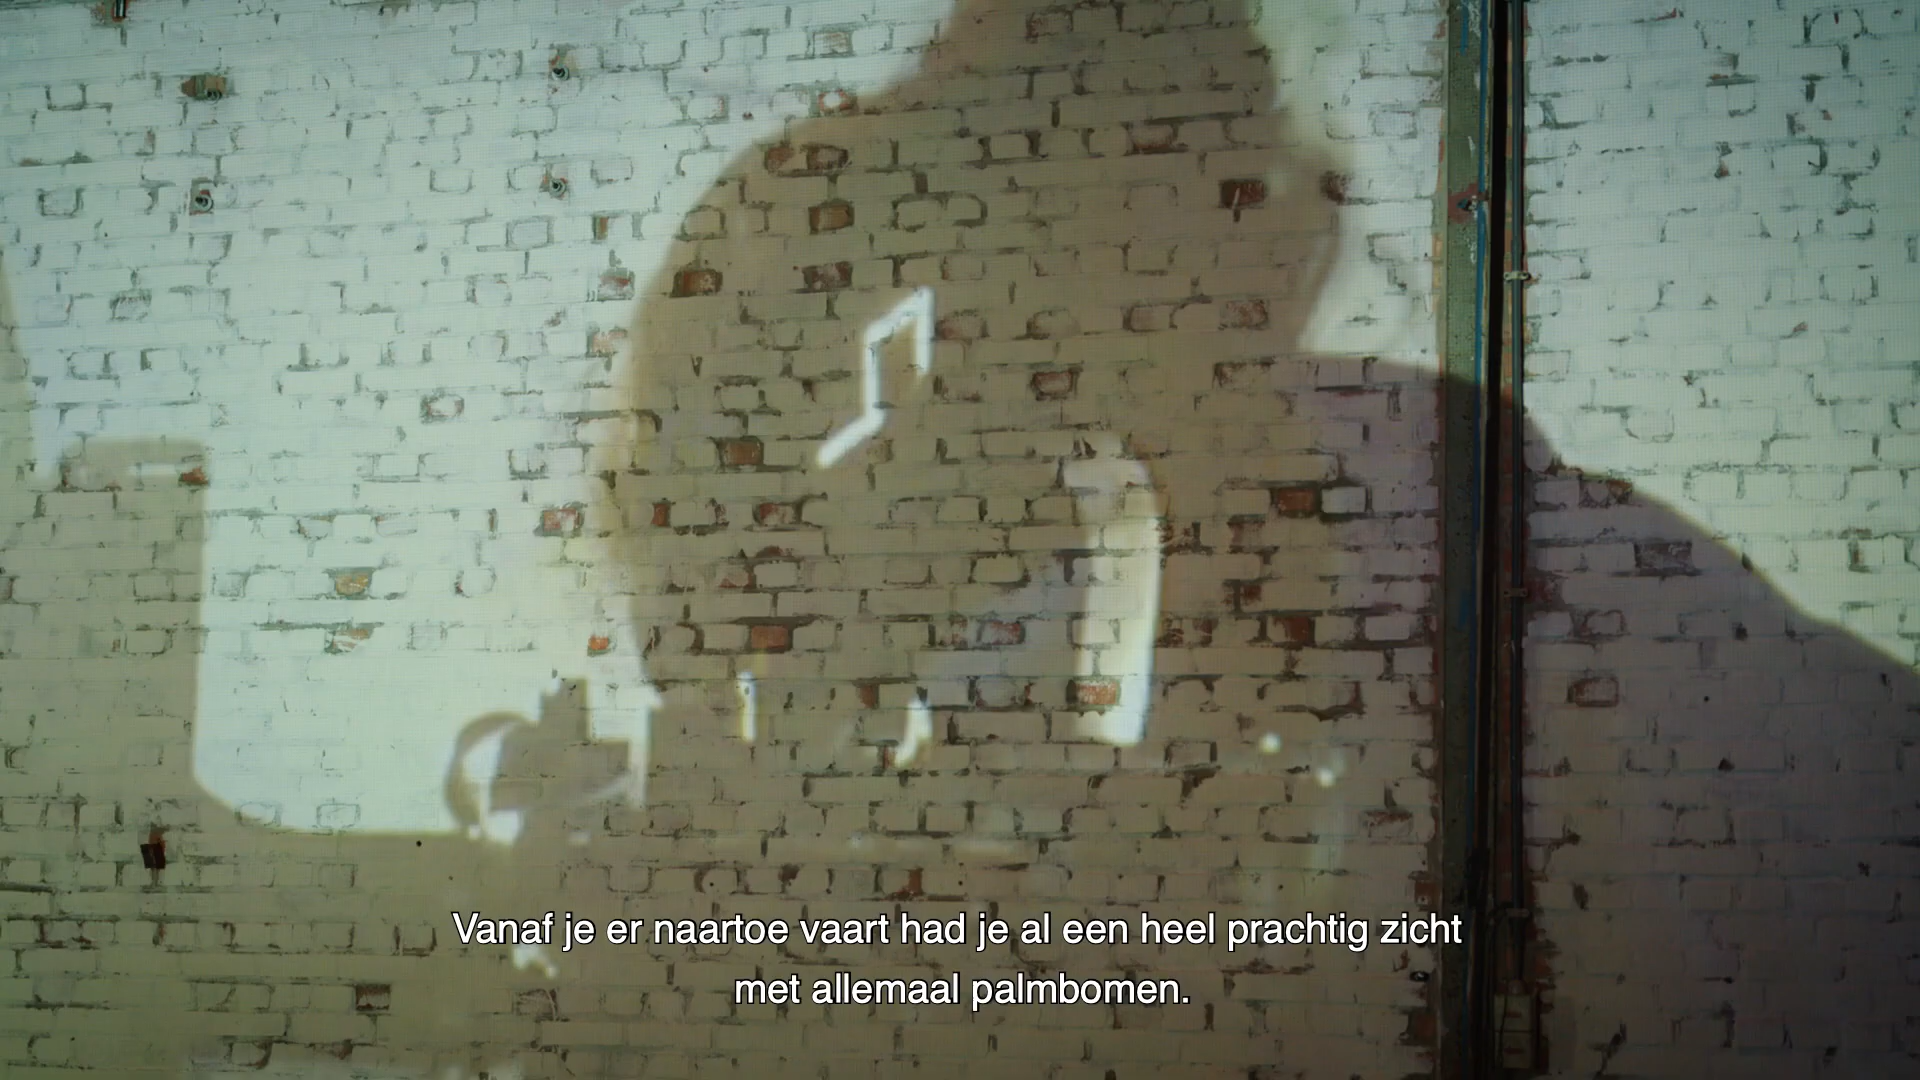 Vanaf je er naartoe vaart had je al een heel prachtig zicht
met allemaal palmbomen.